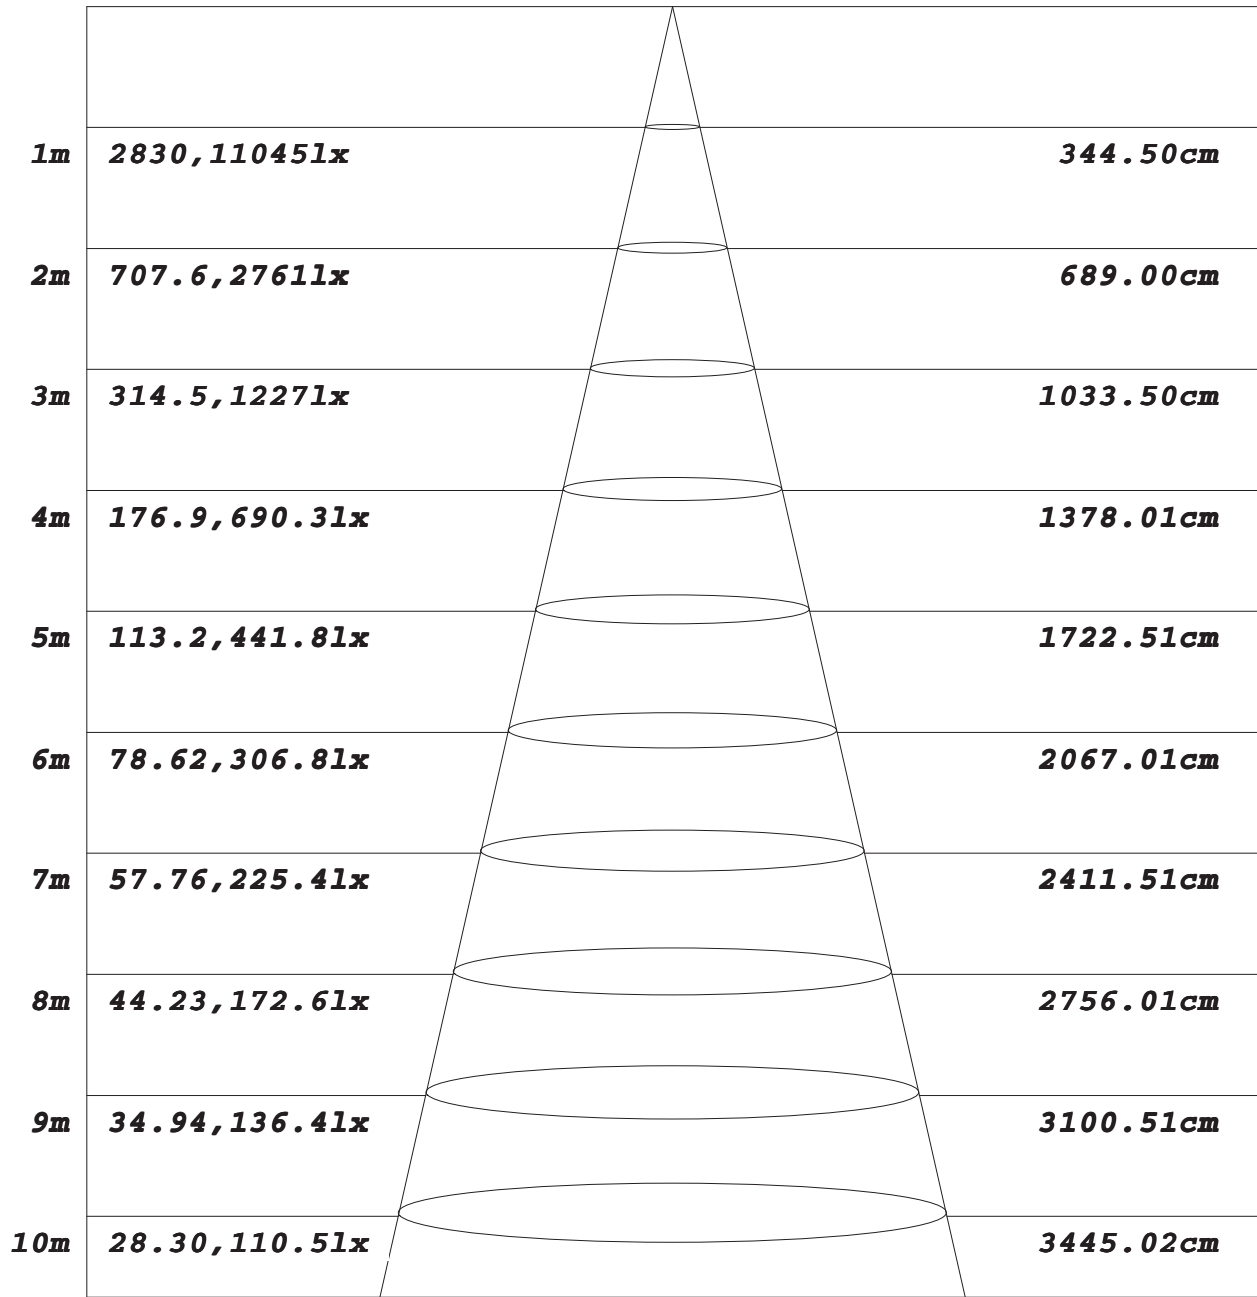 1m 2830,11045lx 344.50cm
2m 707.6,2761lx 689.00cm
3m 314.5,1227lx 1033.50cm
4m 176.9,690.3lx 1378.01cm
5m 113.2,441.8lx 1722.51cm
6m 78.62,306.8lx 2067.01cm
7m 57.76,225.4lx 2411.51cm
8m 44.23,172.6lx 2756.01cm
9m 34.94,136.4lx 3100.51cm
10m 28.30,110.5lx 3445.02cm